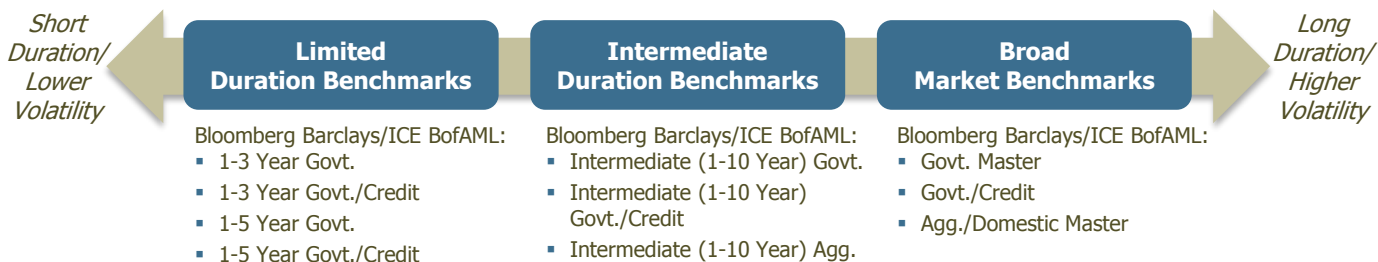 Short
Duration/
Lower
Volatility
Limited
Duration Benchmarks
Intermediate
Duration Benchmarks
Broad
Market Benchmarks
Long
Duration/
Higher
Volatility
Bloomberg Barclays/ICE BofAML:
▪ 1-3 Year Govt.
▪ 1-3 Year Govt./Credit
▪ 1-5 Year Govt.
▪ 1-5 Year Govt./Credit
Bloomberg Barclays/ICE BofAML:
▪ Intermediate (1-10 Year) Govt.
▪ Intermediate (1-10 Year)
Govt./Credit
▪ Intermediate (1-10 Year) Agg.
Bloomberg Barclays/ICE BofAML:
▪ Govt. Master
▪ Govt./Credit
▪ Agg./Domestic Master